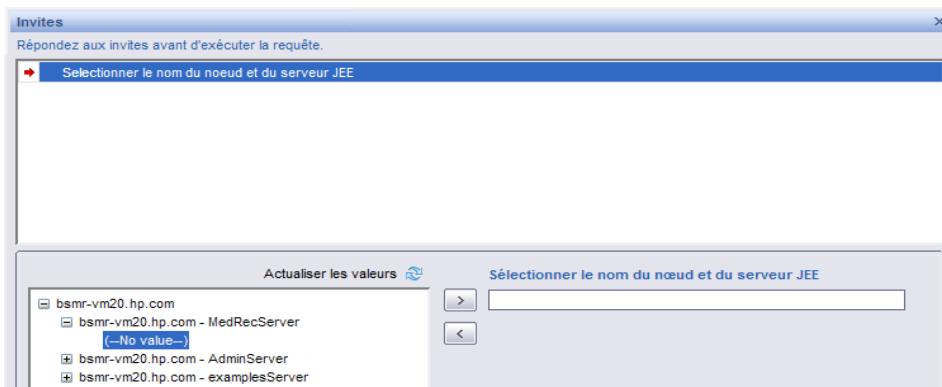 Invites
Répondez aux invites avant d'exécuter la requête.
Selectionner le nom du noeud et du serveur JEE
Actualiser les valeurs
Sélectionner le nom du nœud et du serveur JEE
bsmr-vm20.hp.com
bsmr-vm20.hp.com - MedRecServer
(--No value--)
bsmr-vm20.hp.com - AdminServer
bsmr-vm20.hp.com - examplesServer